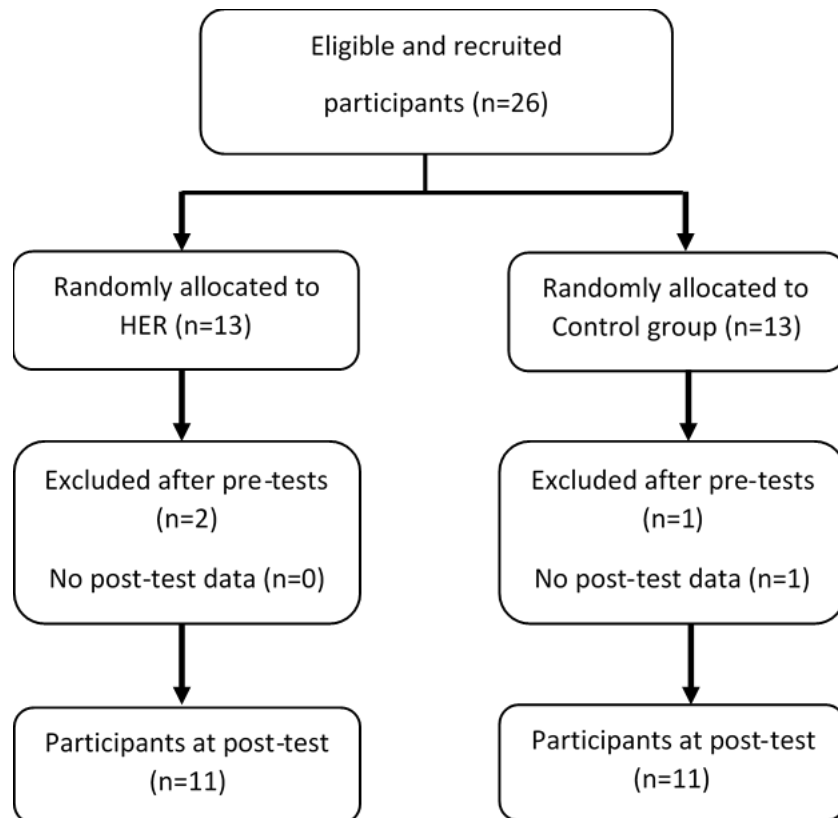 Eligible and recruited
participants (n=26)
Randomly allocated to
HER (n=13)
Randomly allocated to
Control group (n=13)
Excluded after pre-tests
(n=2)
No post-test data (n=0)
Excluded after pre-tests
(n=1)
No post-test data (n=1)
Participants at post-test
(n=11)
Participants at post-test
(n=11)